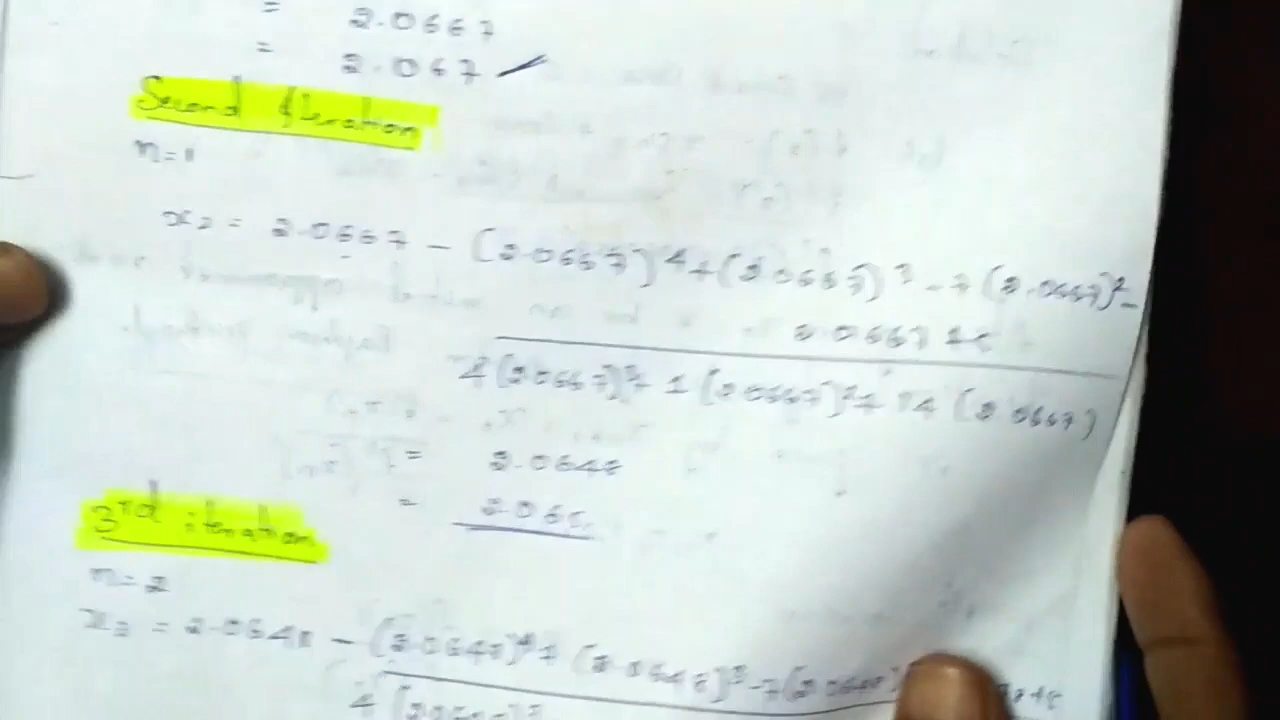 = 2.0667
= 2.067
Second Iteration
n=1
x₂ = 2.0667 - (2.0667)⁴+(2.0667)³-7(2.0667)²-
2.0667+5
4(2.0667)³+ 1(2.0667)²+14(2.0667)
= 2.0648
= 2.065
3rd iteration
n=2
x₃ = 2.0648 - (2.0648)⁴+(2.0648)³-7(2.0648)